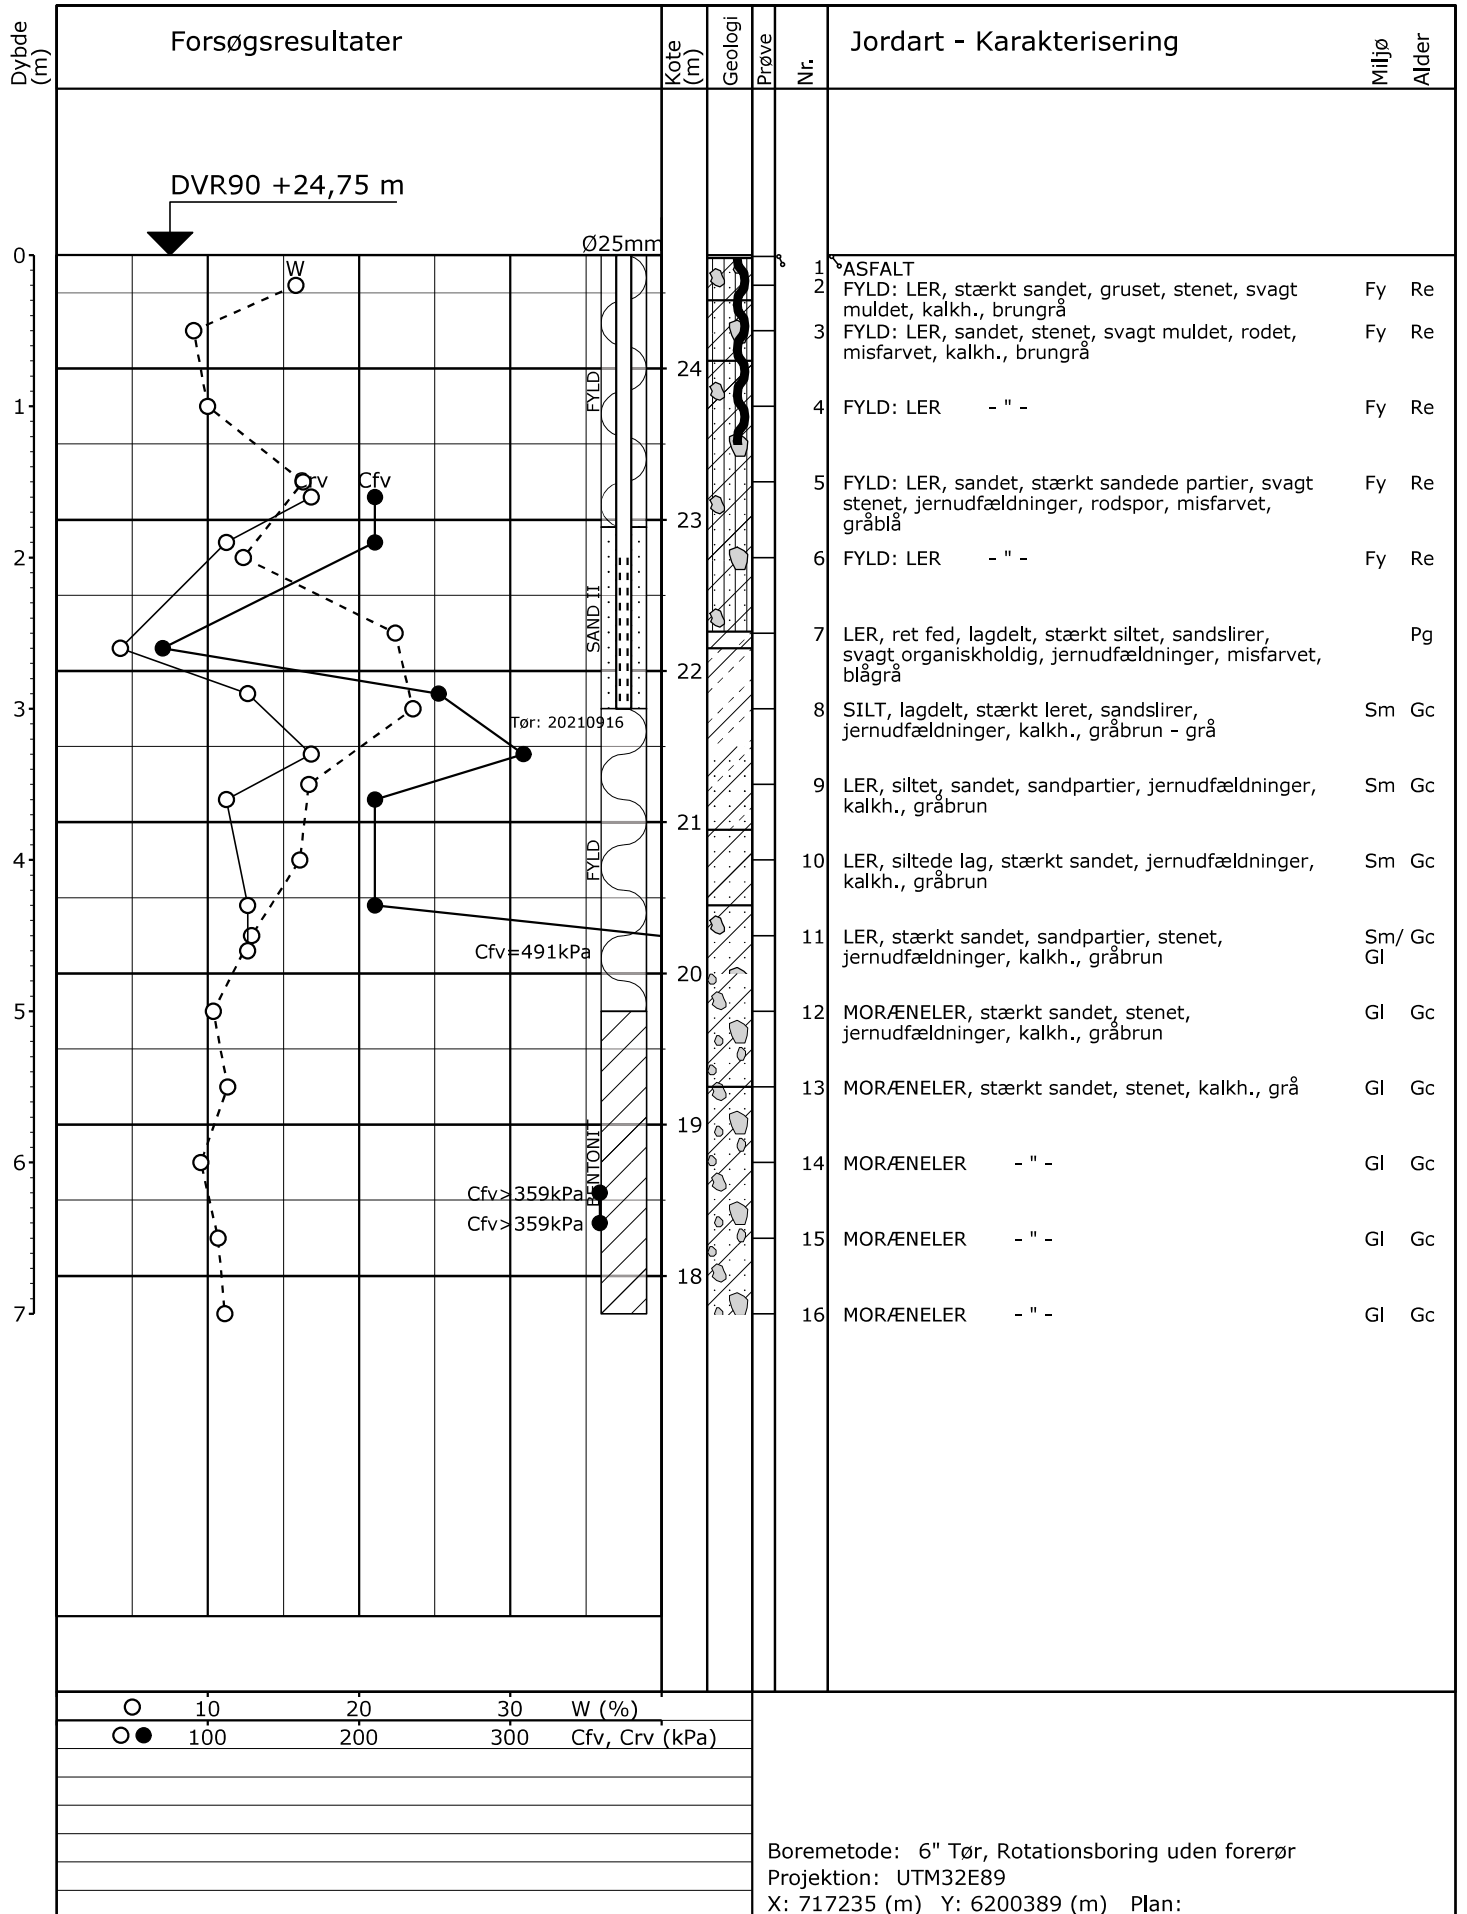 Dybde (m)
Forsøgsresultater
Kote (m)
Geologi
Prøve
Nr.
Jordart - Karakterisering
Miljø
Alder
DVR90 +24,75 m
Ø25mm
0
W
1 ASFALT
2 FYLD: LER, stærkt sandet, gruset, stenet, svagt Fy Re
muldet, kalkh., brungrå
3 FYLD: LER, sandet, stenet, svagt muldet, rodet, Fy Re
misfarvet, kalkh., brungrå
24
FYLD
1
4 FYLD: LER - " - Fy Re
Crv
Cfv
5 FYLD: LER, sandet, stærkt sandede partier, svagt Fy Re
stenet, jernudfældninger, rodspor, misfarvet,
gråblå
23
2
6 FYLD: LER - " - Fy Re
SAND II
7 LER, ret fed, lagdelt, stærkt siltet, sandslirer, Pg
svagt organiskholdig, jernudfældninger, misfarvet,
blågrå
22
3
Tør: 20210916
8 SILT, lagdelt, stærkt leret, sandslirer, Sm Gc
jernudfældninger, kalkh., gråbrun - grå
9 LER, siltet, sandet, sandpartier, jernudfældninger, Sm Gc
kalkh., gråbrun
21
4
FYLD
10 LER, siltede lag, stærkt sandet, jernudfældninger, Sm Gc
kalkh., gråbrun
Cfv=491kPa
11 LER, stærkt sandet, sandpartier, stenet, Sm/ Gc
jernudfældninger, kalkh., gråbrun Gl
20
5
12 MORÆNELER, stærkt sandet, stenet, Gl Gc
jernudfældninger, kalkh., gråbrun
13 MORÆNELER, stærkt sandet, stenet, kalkh., grå Gl Gc
19
6
BENTONIT
14 MORÆNELER - " - Gl Gc
Cfv>359kPa
Cfv>359kPa
15 MORÆNELER - " - Gl Gc
18
7
16 MORÆNELER - " - Gl Gc
10 20 30 W (%)
100 200 300 Cfv, Crv (kPa)
Boremetode: 6" Tør, Rotationsboring uden forerør
Projektion: UTM32E89
X: 717235 (m) Y: 6200389 (m) Plan: